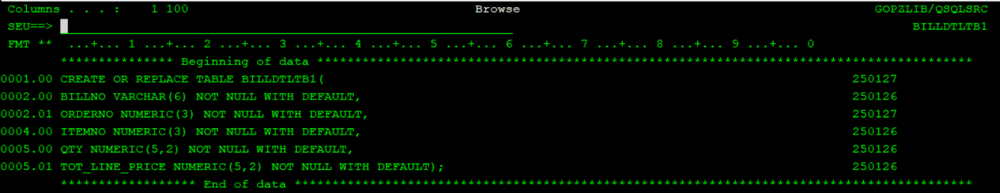 Columns . . . :    1 100                                      Browse                                               GOPZLIB/QSQLSRC
SEU==>                                                                                                                  BILLDTLTB1
FMT **  ...+... 1 ...+... 2 ...+... 3 ...+... 4 ...+... 5 ...+... 6 ...+... 7 ...+... 8 ...+... 9 ...+... 0
*************** Beginning of data ***************************************************************************************
0001.00 CREATE OR REPLACE TABLE BILLDTLTB1( 250127
0002.00 BILLNO VARCHAR(6) NOT NULL WITH DEFAULT, 250126
0002.01 ORDERNO NUMERIC(3) NOT NULL WITH DEFAULT, 250127
0004.00 ITEMNO NUMERIC(3) NOT NULL WITH DEFAULT, 250126
0005.00 QTY NUMERIC(5,2) NOT NULL WITH DEFAULT, 250126
0005.01 TOT_LINE_PRICE NUMERIC(5,2) NOT NULL WITH DEFAULT); 250126
****************** End of data ******************************************************************************************